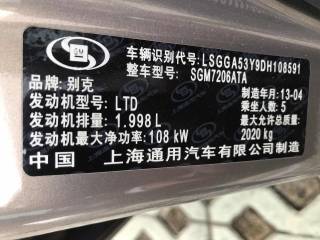 GM
车辆识别代号: LSGGA53Y9DH108591
整车型号: SGM7206ATA
品牌: 别克 制造年月: 13-04
发动机型号: LTD 乘坐人数: 5
发动机排量: 1.998 L 最大允许总质量:
发动机最大净功率: 108 kW 2020 kg
中国 上海通用汽车有限公司制造